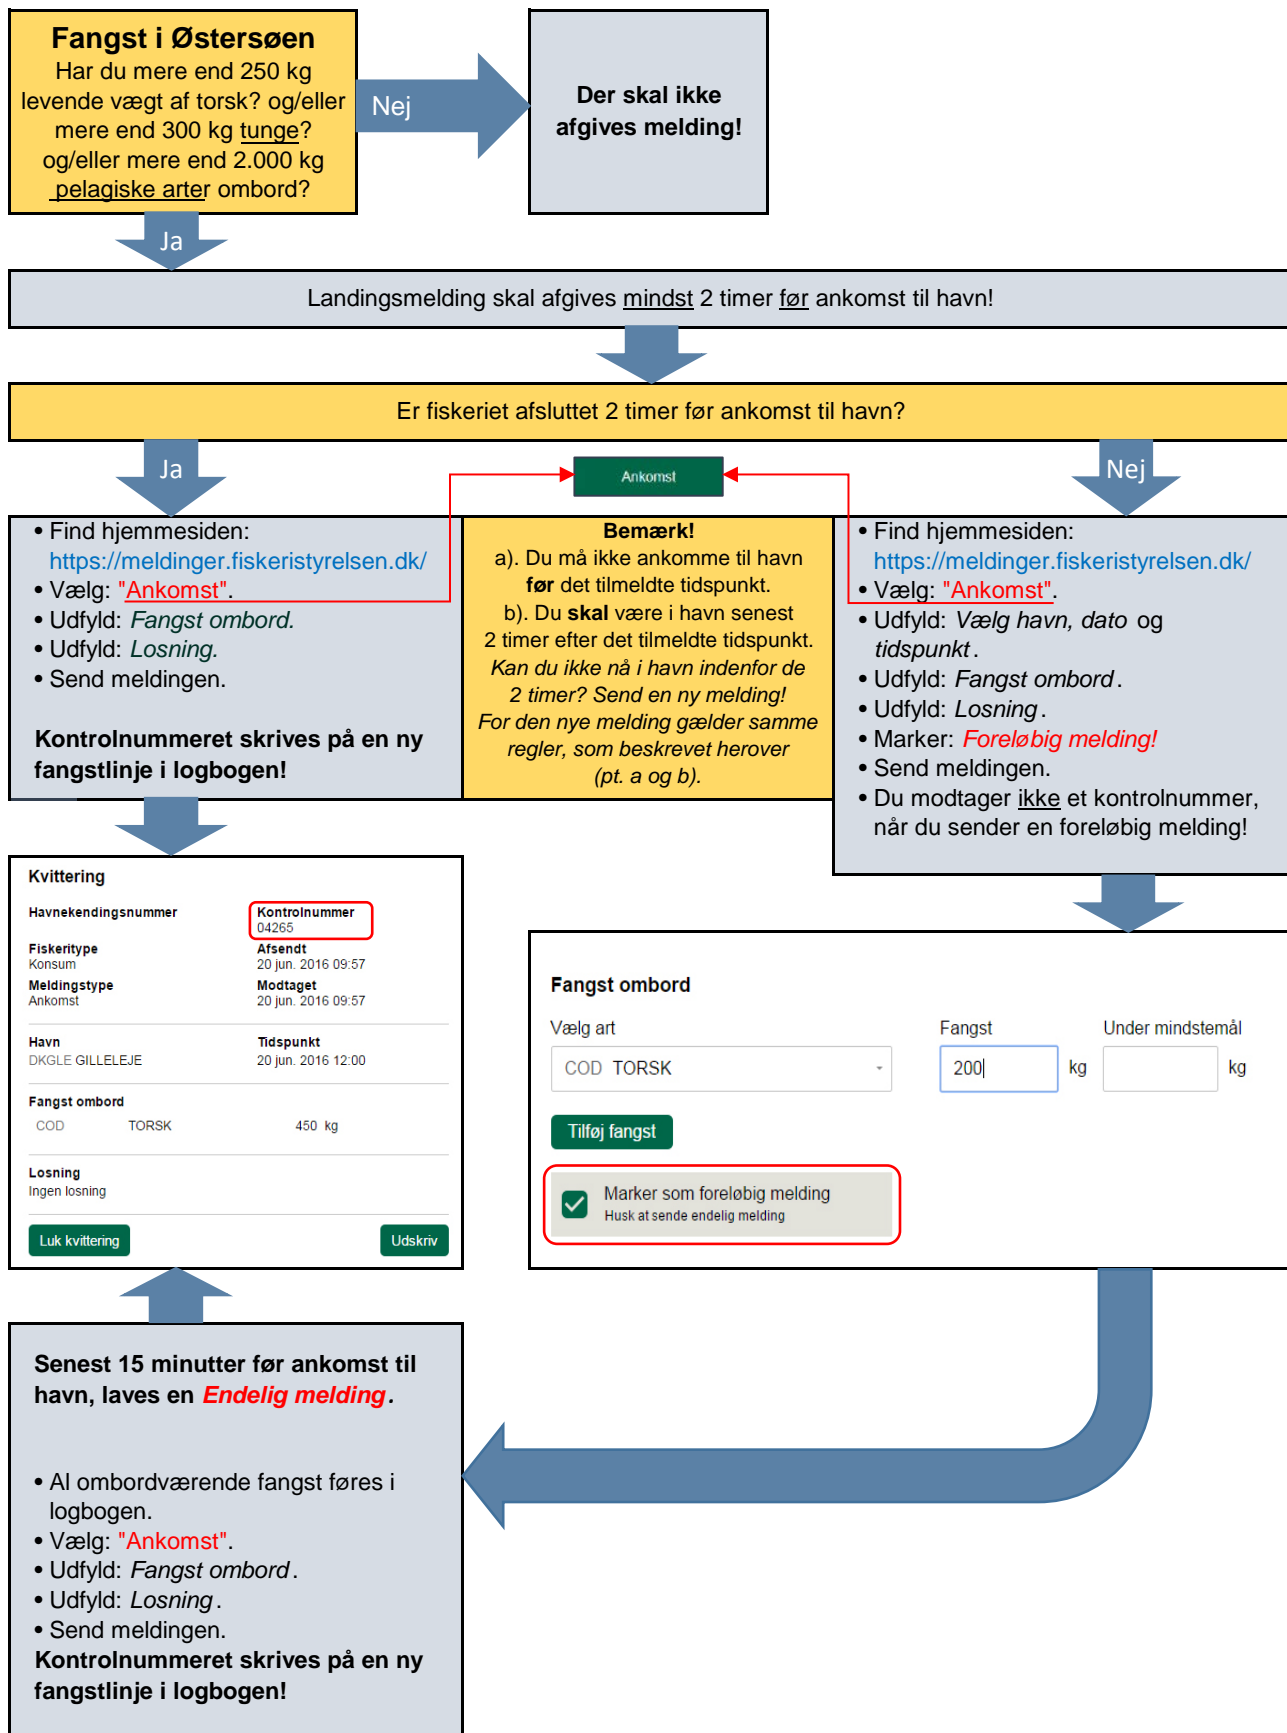 Fangst i Østersøen
Har du mere end 250 kg
levende vægt af torsk? og/eller
mere end 300 kg tunge?
og/eller mere end 2.000 kg
pelagiske arter ombord?
Nej
Der skal ikke
afgives melding!
Ja
Landingsmelding skal afgives mindst 2 timer før ankomst til havn!
Er fiskeriet afsluttet 2 timer før ankomst til havn?
Ja
Ankomst
Nej
• Find hjemmesiden:
https://meldinger.fiskeristyrelsen.dk/
• Vælg: "Ankomst".
• Udfyld: Fangst ombord.
• Udfyld: Losning.
• Send meldingen.
Kontrolnummeret skrives på en ny
fangstlinje i logbogen!
Bemærk!
a). Du må ikke ankomme til havn
før det tilmeldte tidspunkt.
b). Du skal være i havn senest
2 timer efter det tilmeldte tidspunkt.
Kan du ikke nå i havn indenfor de
2 timer? Send en ny melding!
For den nye melding gælder samme
regler, som beskrevet herover
(pt. a og b).
• Find hjemmesiden:
https://meldinger.fiskeristyrelsen.dk/
• Vælg: "Ankomst".
• Udfyld: Vælg havn, dato og
tidspunkt.
• Udfyld: Fangst ombord.
• Udfyld: Losning.
• Marker: Foreløbig melding!
• Send meldingen.
• Du modtager ikke et kontrolnummer,
når du sender en foreløbig melding!
Kvittering
Havnekendingsnummer Kontrolnummer
04265
Fiskeritype Afsendt
Konsum 20 jun. 2016 09:57
Meldingstype Modtaget
Ankomst 20 jun. 2016 09:57
Havn Tidspunkt
DKGLE GILLELEJE 20 jun. 2016 12:00
Fangst ombord
COD TORSK 450 kg
Losning
Ingen losning
Luk kvittering Udskriv
Fangst ombord
Vælg art Fangst Under mindstemål
COD TORSK 200 kg kg
Tilføj fangst
Marker som foreløbig melding
Husk at sende endelig melding
Senest 15 minutter før ankomst til
havn, laves en Endelig melding.
• Al ombordværende fangst føres i
logbogen.
• Vælg: "Ankomst".
• Udfyld: Fangst ombord.
• Udfyld: Losning.
• Send meldingen.
Kontrolnummeret skrives på en ny
fangstlinje i logbogen!